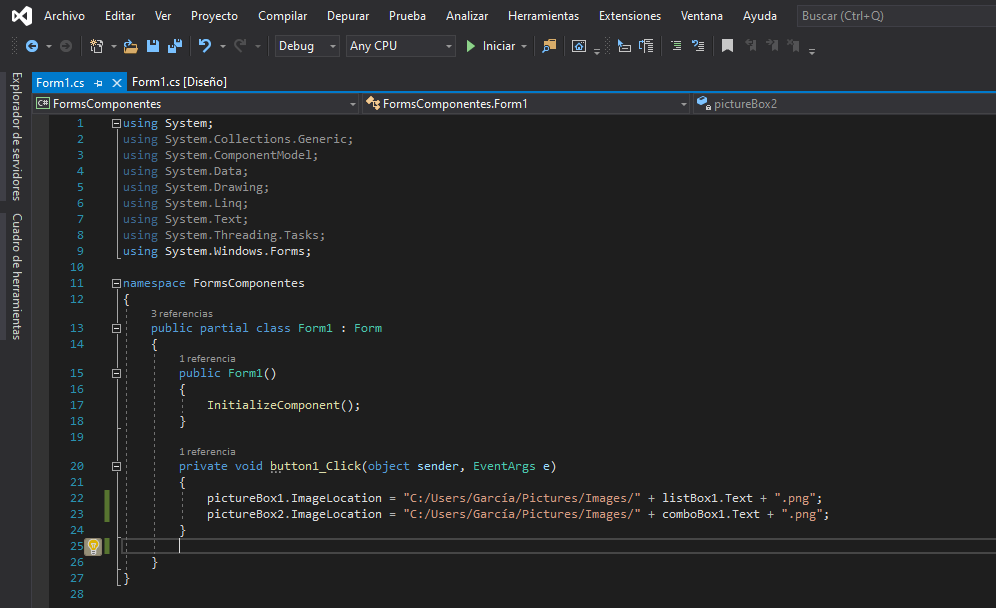 Archivo Editar Ver Proyecto Compilar Depurar Prueba Analizar Herramientas Extensiones Ventana Ayuda Buscar (Ctrl+Q)
Debug Any CPU Iniciar
Form1.cs Form1.cs [Diseño]
Explorador de servidores
Cuadro de herramientas
C# FormsComponentes FormsComponentes.Form1 pictureBox2
1 using System;
2 using System.Collections.Generic;
3 using System.ComponentModel;
4 using System.Data;
5 using System.Drawing;
6 using System.Linq;
7 using System.Text;
8 using System.Threading.Tasks;
9 using System.Windows.Forms;
10
11 namespace FormsComponentes
12 {
3 referencias
13 public partial class Form1 : Form
14 {
1 referencia
15 public Form1()
16 {
17 InitializeComponent();
18 }
19
1 referencia
20 private void button1_Click(object sender, EventArgs e)
21 {
22 pictureBox1.ImageLocation = "C:/Users/García/Pictures/Images/" + listBox1.Text + ".png";
23 pictureBox2.ImageLocation = "C:/Users/García/Pictures/Images/" + comboBox1.Text + ".png";
24 }
25
26 }
27 }
28